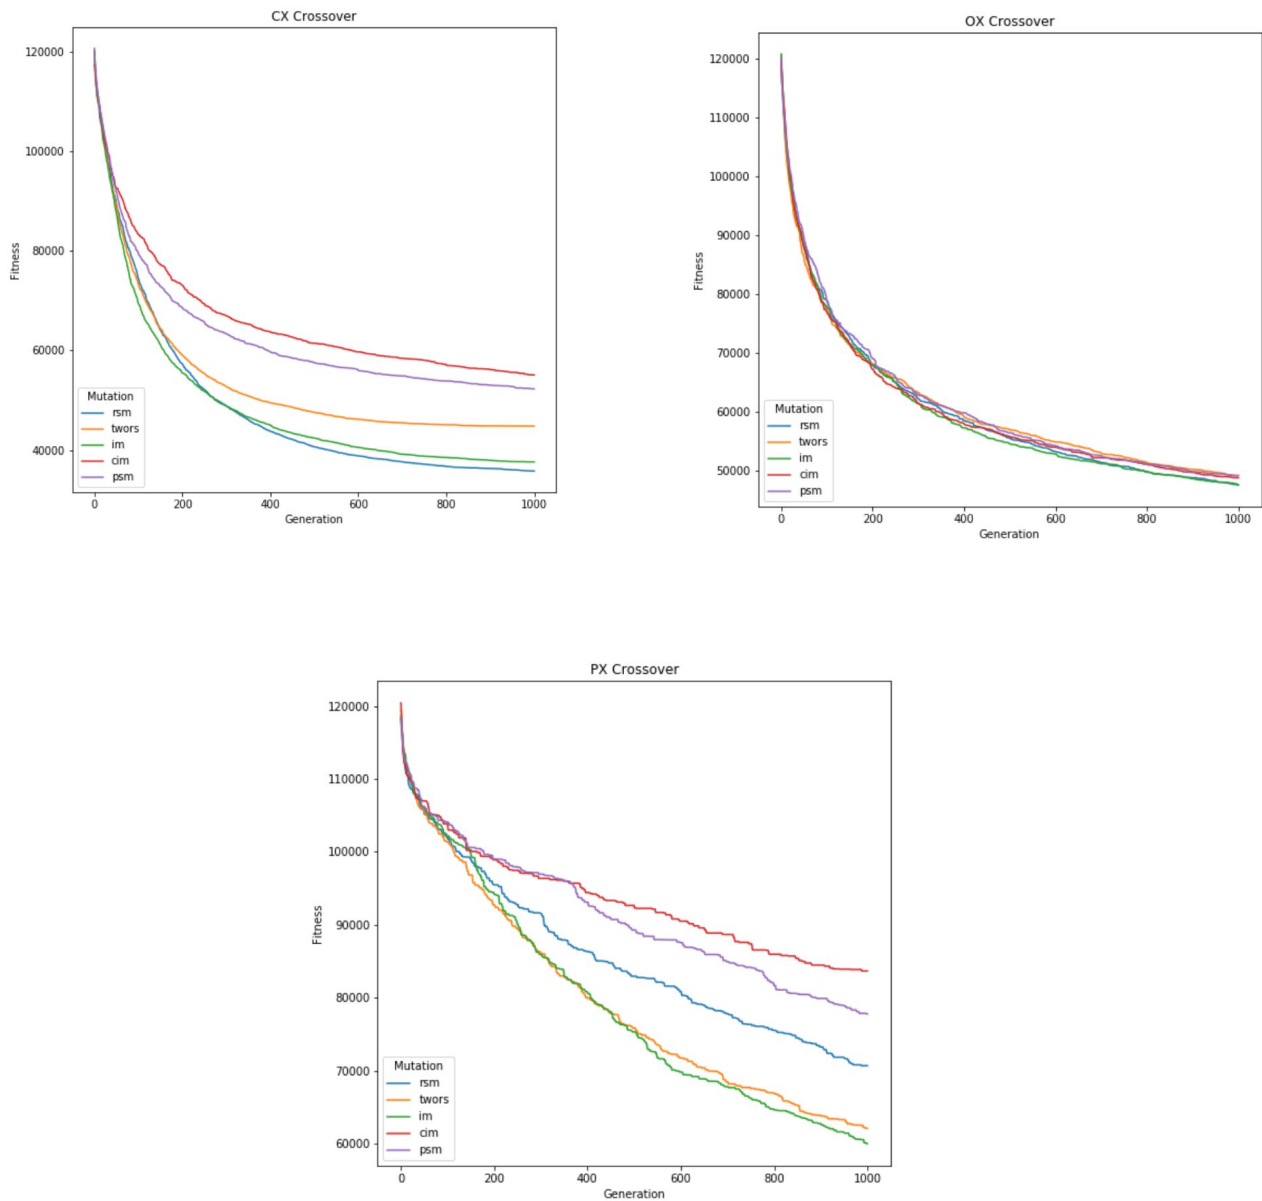 CX Crossover
120000
100000
80000
60000
40000
Fitness
Mutation
rsm
twors
im
cim
psm
0 200 400 600 800 1000
Generation
OX Crossover
120000
110000
100000
90000
80000
70000
60000
50000
Fitness
Mutation
rsm
twors
im
cim
psm
0 200 400 600 800 1000
Generation
PX Crossover
120000
110000
100000
90000
80000
70000
60000
Fitness
Mutation
rsm
twors
im
cim
psm
0 200 400 600 800 1000
Generation